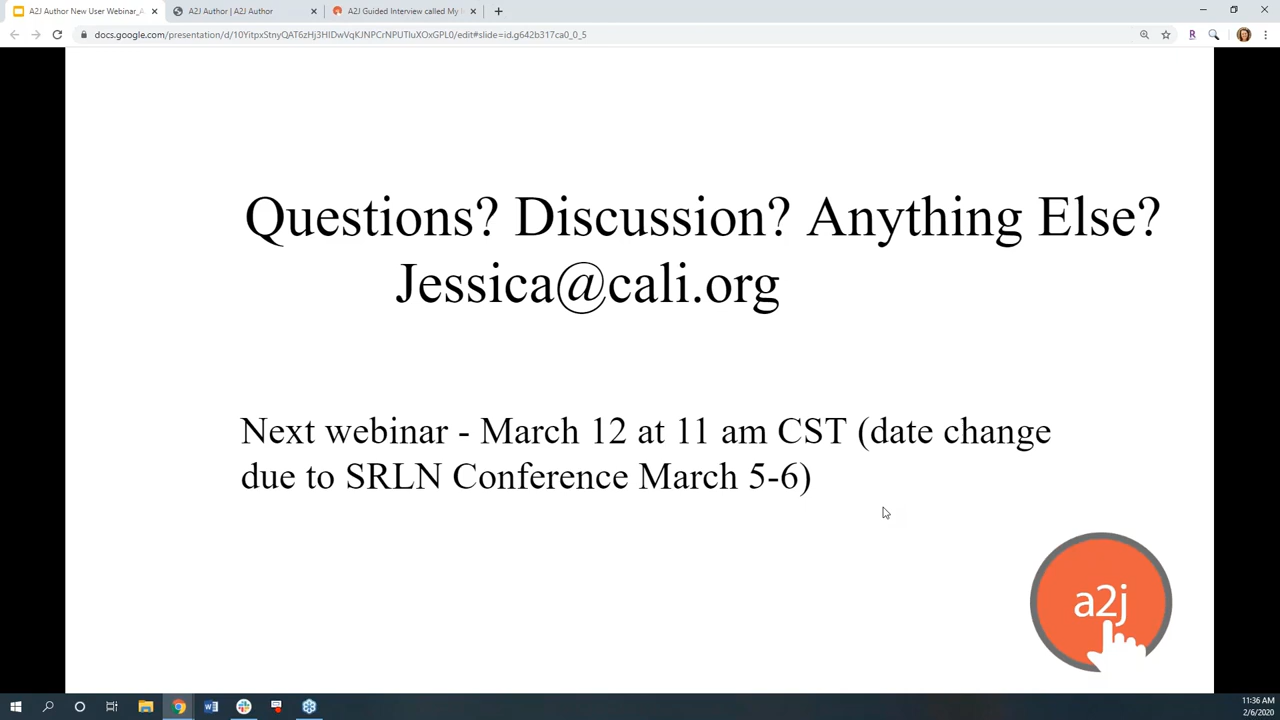 A2J Author New User Webinar_A
A2J Author | A2J Author
A2J Guided Interview called My
docs.google.com/presentation/d/10YitpxStnyQAT6zHj3HIDwVqKJNPCrNPUTluXOxGPL0/edit#slide=id.g642b317ca0_0_5
Questions? Discussion? Anything Else?
Jessica@cali.org
Next webinar - March 12 at 11 am CST (date change
due to SRLN Conference March 5-6)
a2j
11:36 AM
2/6/2020